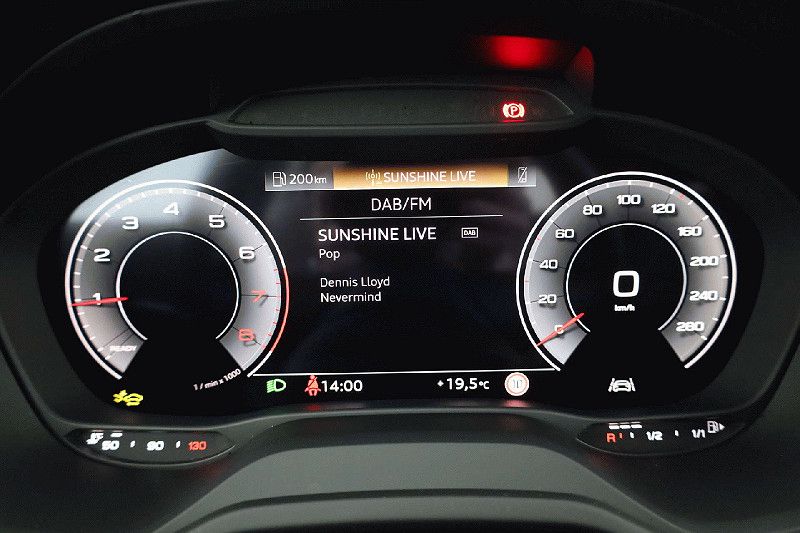 P
200 km SUNSHINE LIVE
DAB/FM
SUNSHINE LIVE DAB
Pop
Dennis Lloyd
Nevermind
1 2 3 4 5 6 7 8
READY
1 / min x 1000
0 20 40 60 80 100 120 160 200 240 280
0
km/h
14:00 +19,5°C
50 90 130
R 1/2 1/1